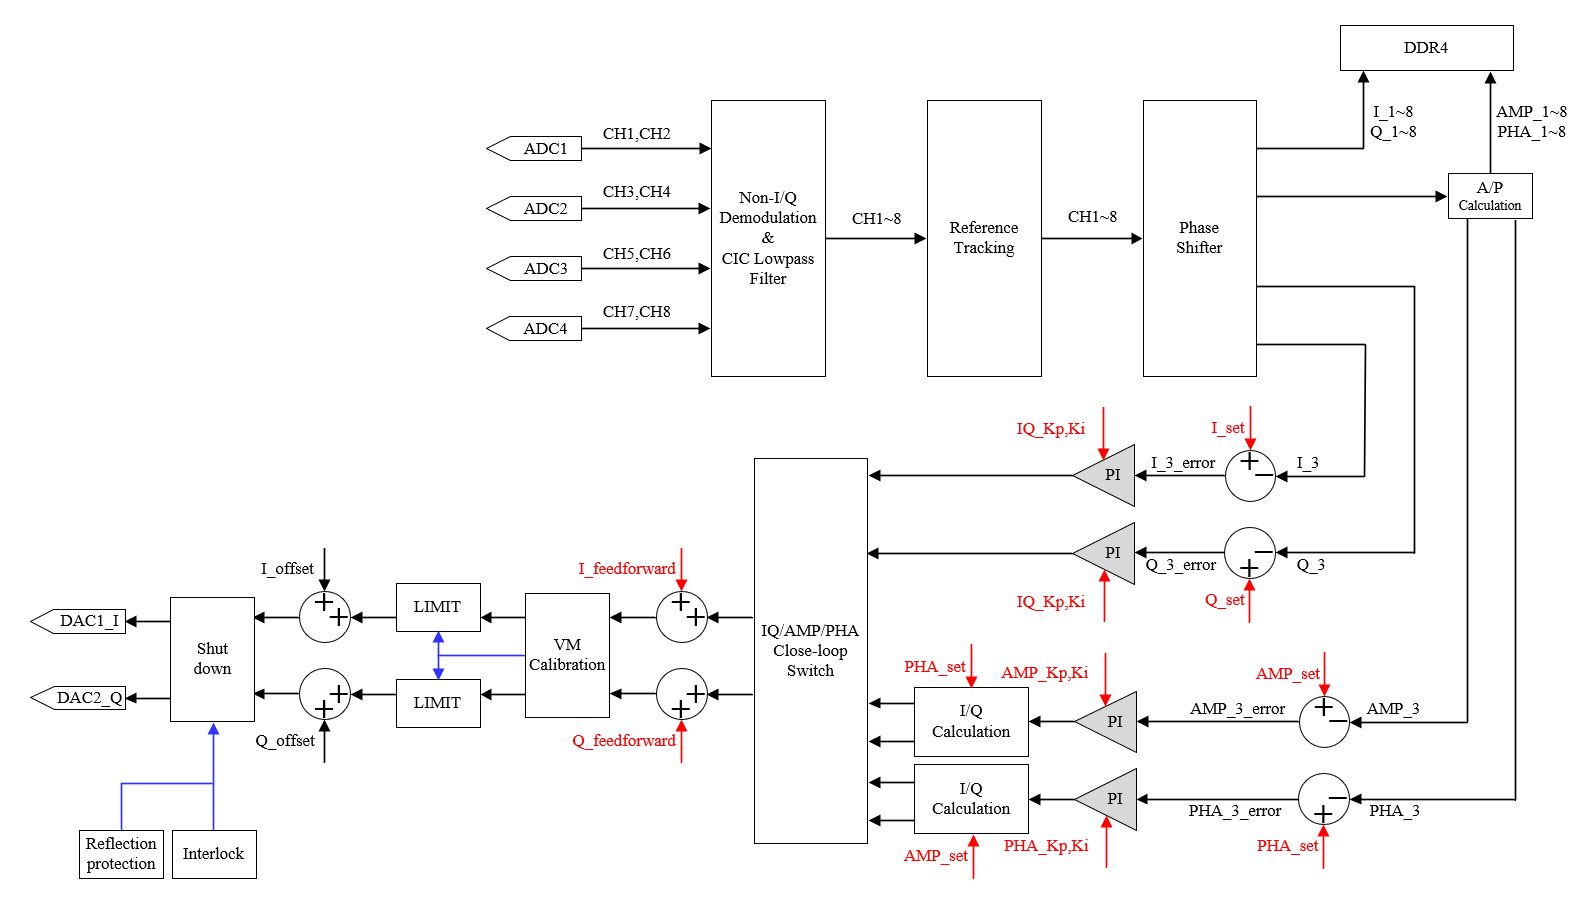 DDR4
I_1~8
Q_1~8
AMP_1~8
PHA_1~8
ADC1
CH1,CH2
ADC2
CH3,CH4
ADC3
CH5,CH6
ADC4
CH7,CH8
Non-I/Q
Demodulation
&
CIC Lowpass
Filter
CH1~8
Reference
Tracking
CH1~8
Phase
Shifter
A/P
Calculation
IQ_Kp,Ki
I_set
PI
I_3_error
+
−
I_3
PI
Q_3_error
−
+
Q_3
IQ_Kp,Ki
Q_set
I_offset
I_feedforward
DAC1_I
DAC2_Q
Shut
down
+
+
LIMIT
VM
Calibration
+
+
IQ/AMP/PHA
Close-loop
Switch
+
+
LIMIT
+
+
Q_offset
Q_feedforward
PHA_set
AMP_Kp,Ki
AMP_set
I/Q
Calculation
PI
AMP_3_error
+
−
AMP_3
I/Q
Calculation
PI
PHA_3_error
−
+
PHA_3
AMP_set
PHA_Kp,Ki
PHA_set
Reflection
protection
Interlock